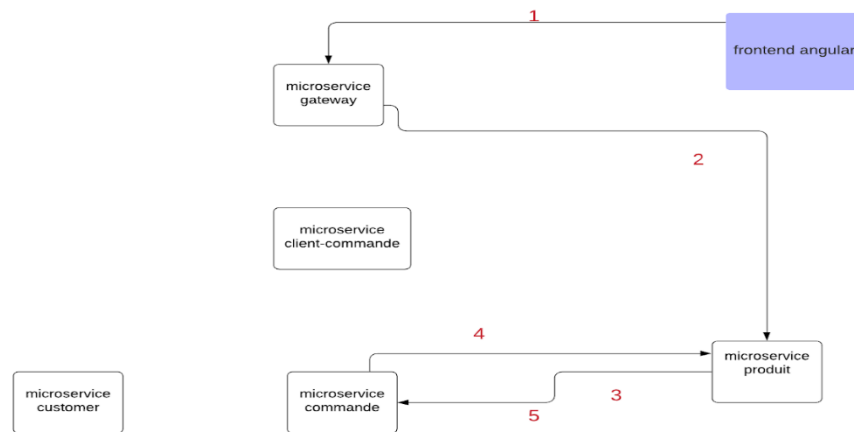 1
frontend angular
microservice
gateway
2
microservice
client-commande
4
microservice
produit
3
5
microservice
customer
microservice
commande